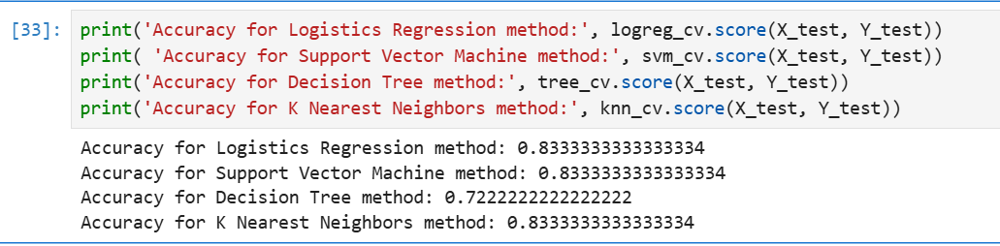 [33]: print('Accuracy for Logistics Regression method:', logreg_cv.score(X_test, Y_test))
print( 'Accuracy for Support Vector Machine method:', svm_cv.score(X_test, Y_test))
print('Accuracy for Decision Tree method:', tree_cv.score(X_test, Y_test))
print('Accuracy for K Nearest Neighbors method:', knn_cv.score(X_test, Y_test))
Accuracy for Logistics Regression method: 0.8333333333333334
Accuracy for Support Vector Machine method: 0.8333333333333334
Accuracy for Decision Tree method: 0.7222222222222222
Accuracy for K Nearest Neighbors method: 0.8333333333333334